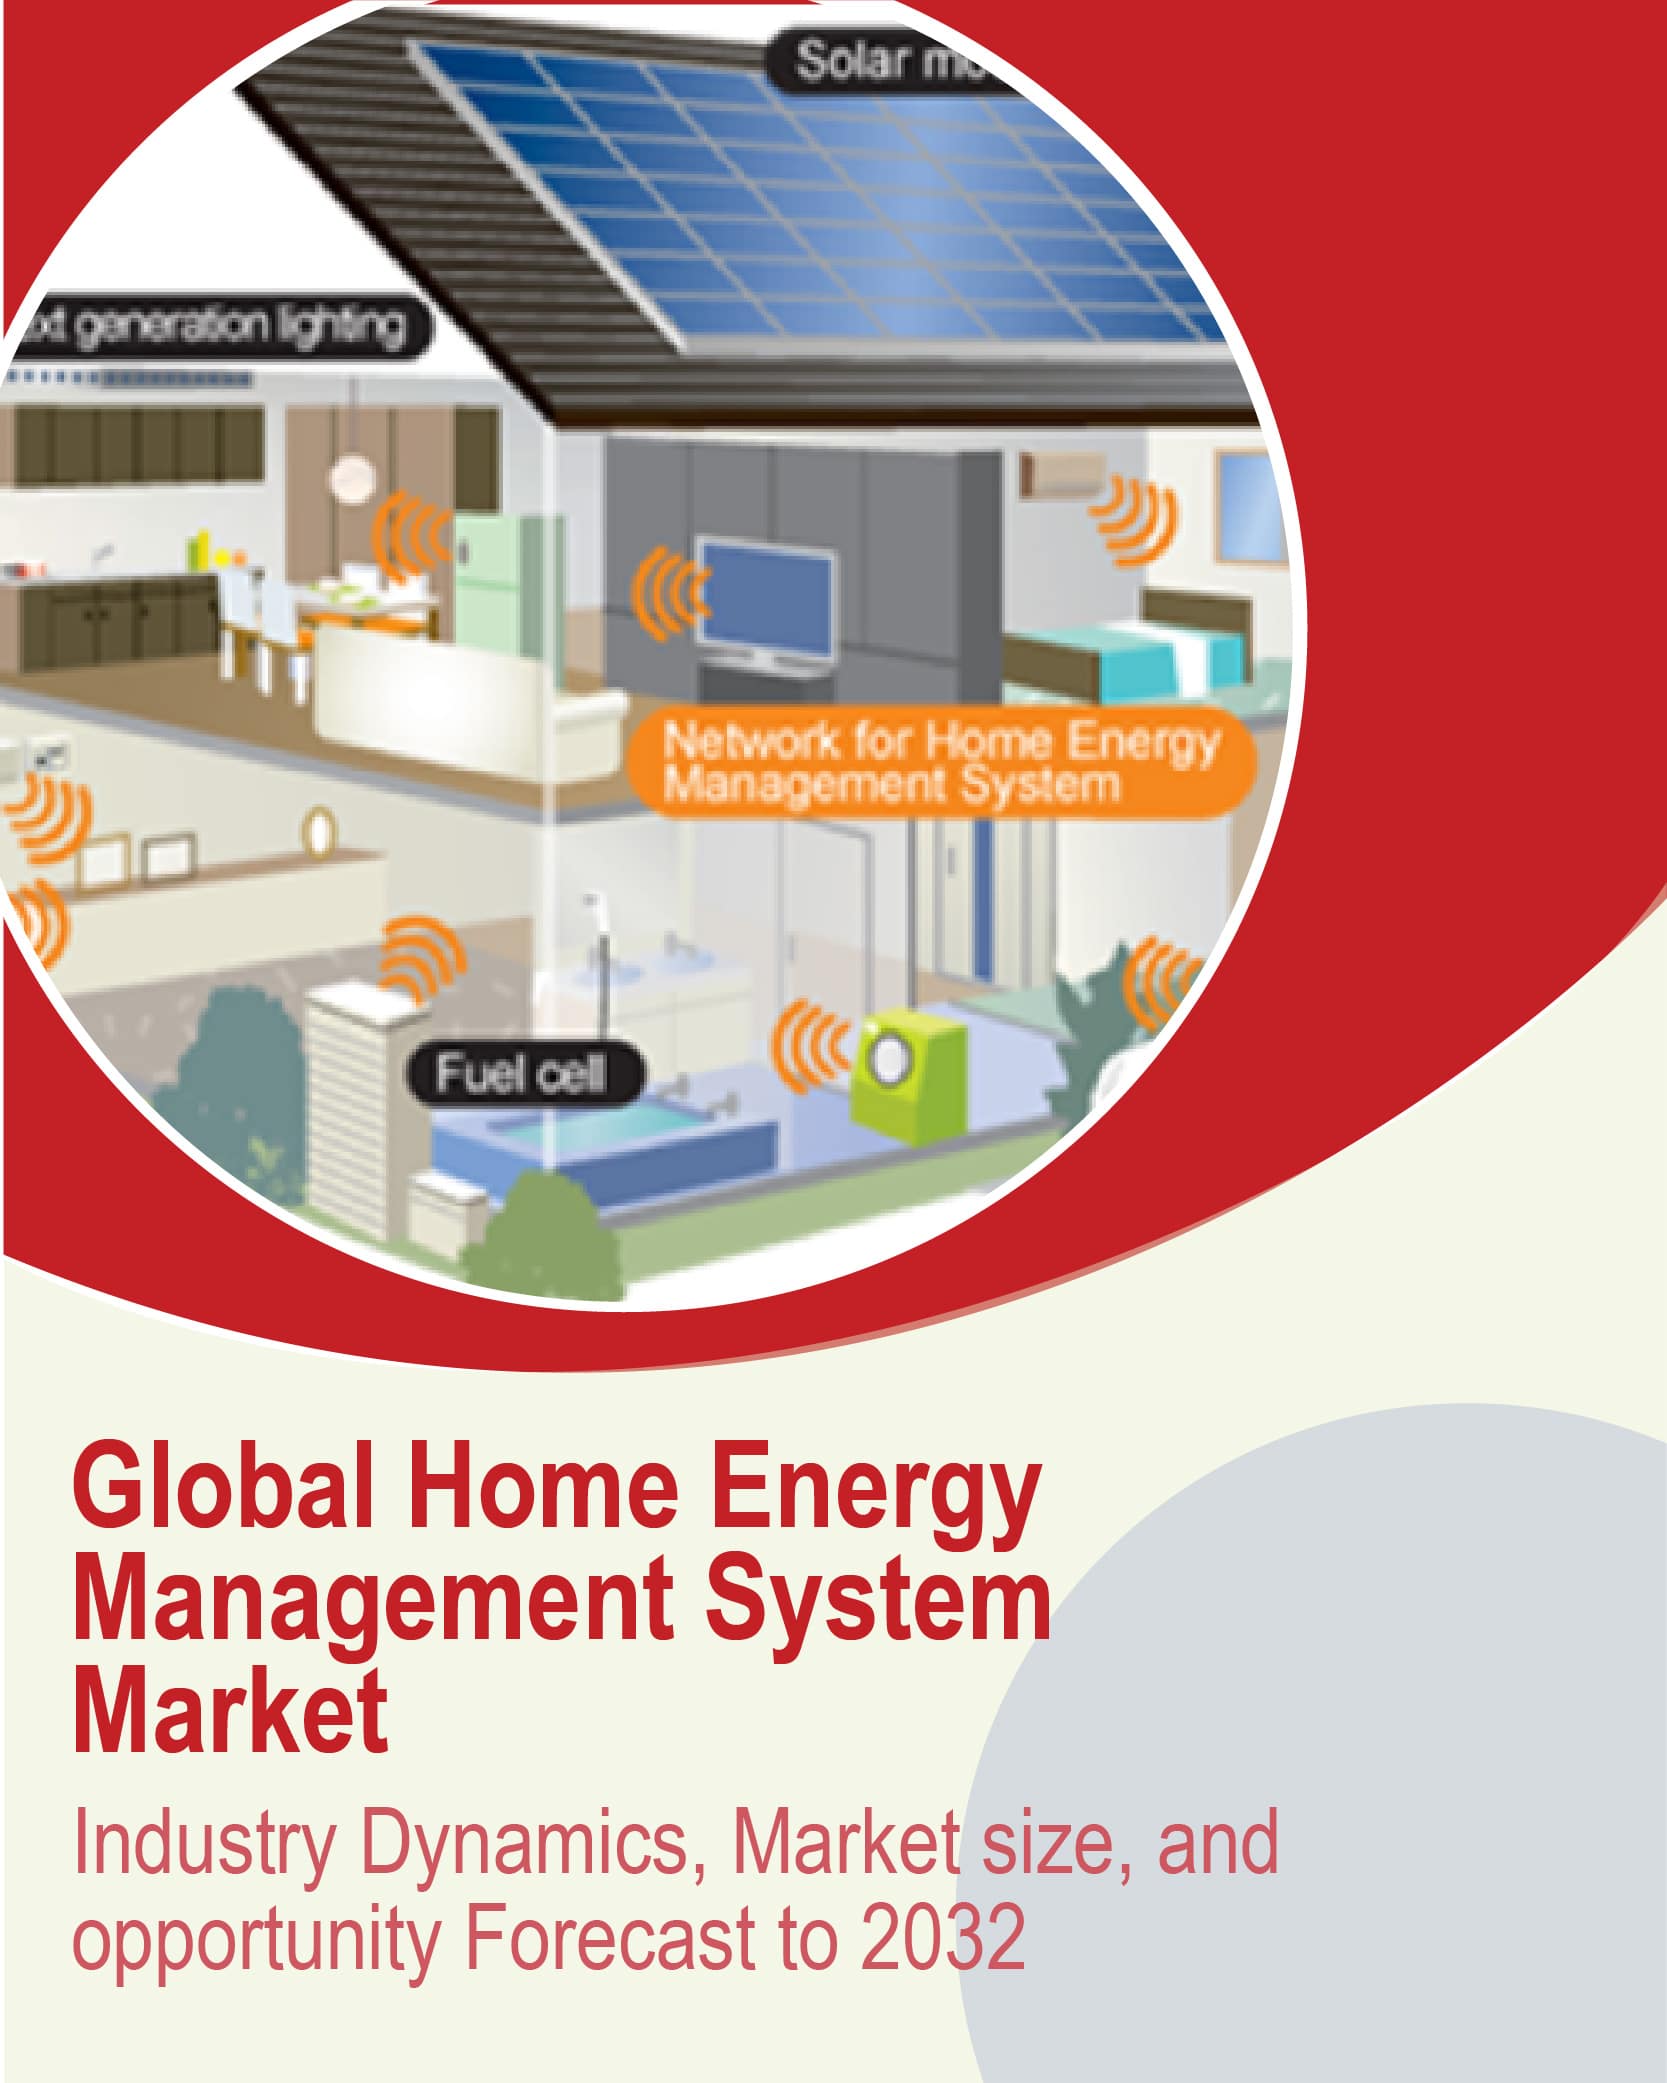 Solar
generation lighting
Network for Home Energy
Management System
Fuel cell
Global Home Energy
Management System
Market
Industry Dynamics, Market size, and
opportunity Forecast to 2032